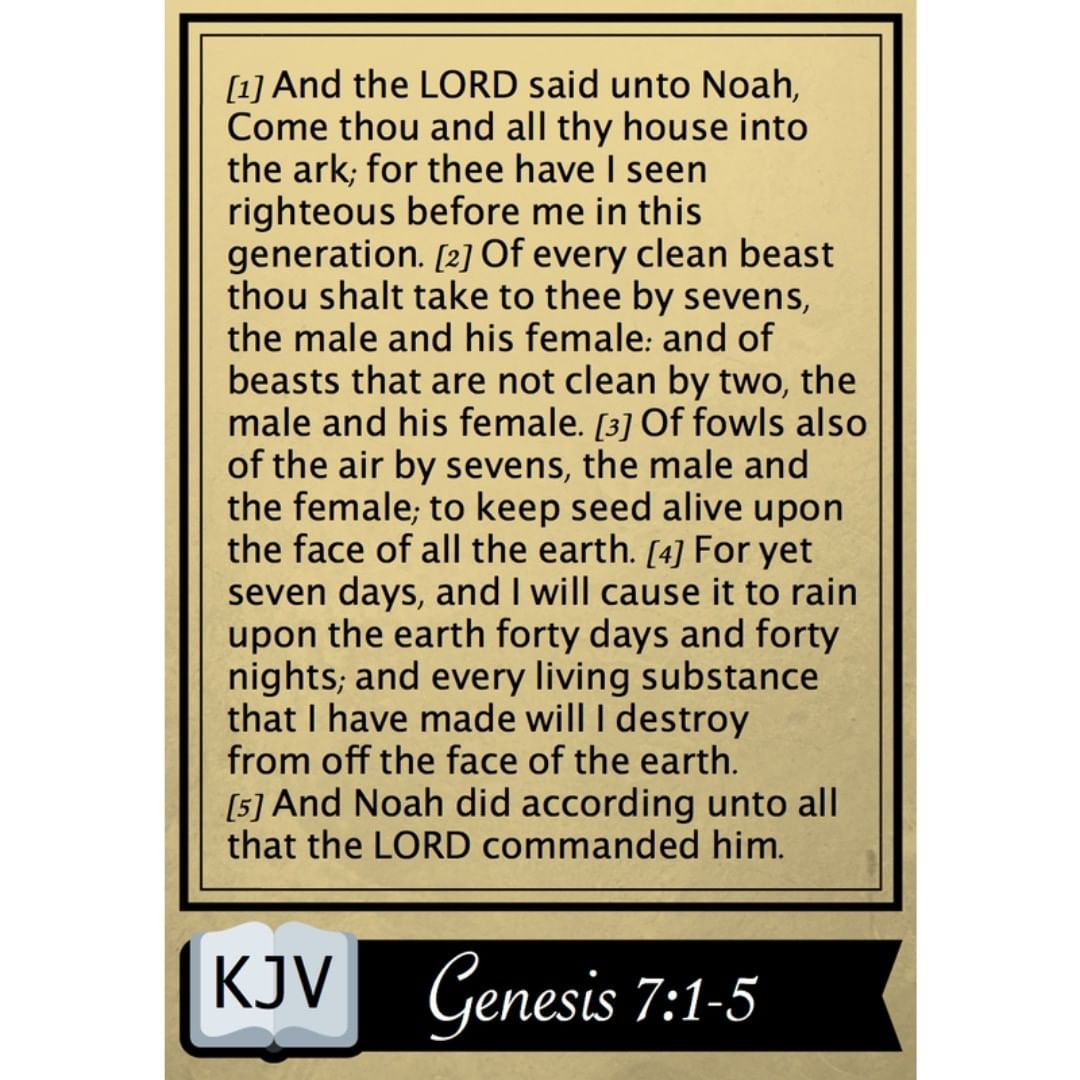 [1] And the LORD said unto Noah,
Come thou and all thy house into
the ark; for thee have I seen
righteous before me in this
generation. [2] Of every clean beast
thou shalt take to thee by sevens,
the male and his female: and of
beasts that are not clean by two, the
male and his female. [3] Of fowls also
of the air by sevens, the male and
the female; to keep seed alive upon
the face of all the earth. [4] For yet
seven days, and I will cause it to rain
upon the earth forty days and forty
nights; and every living substance
that I have made will I destroy
from off the face of the earth.
[5] And Noah did according unto all
that the LORD commanded him.
KJV
Genesis 7:1-5